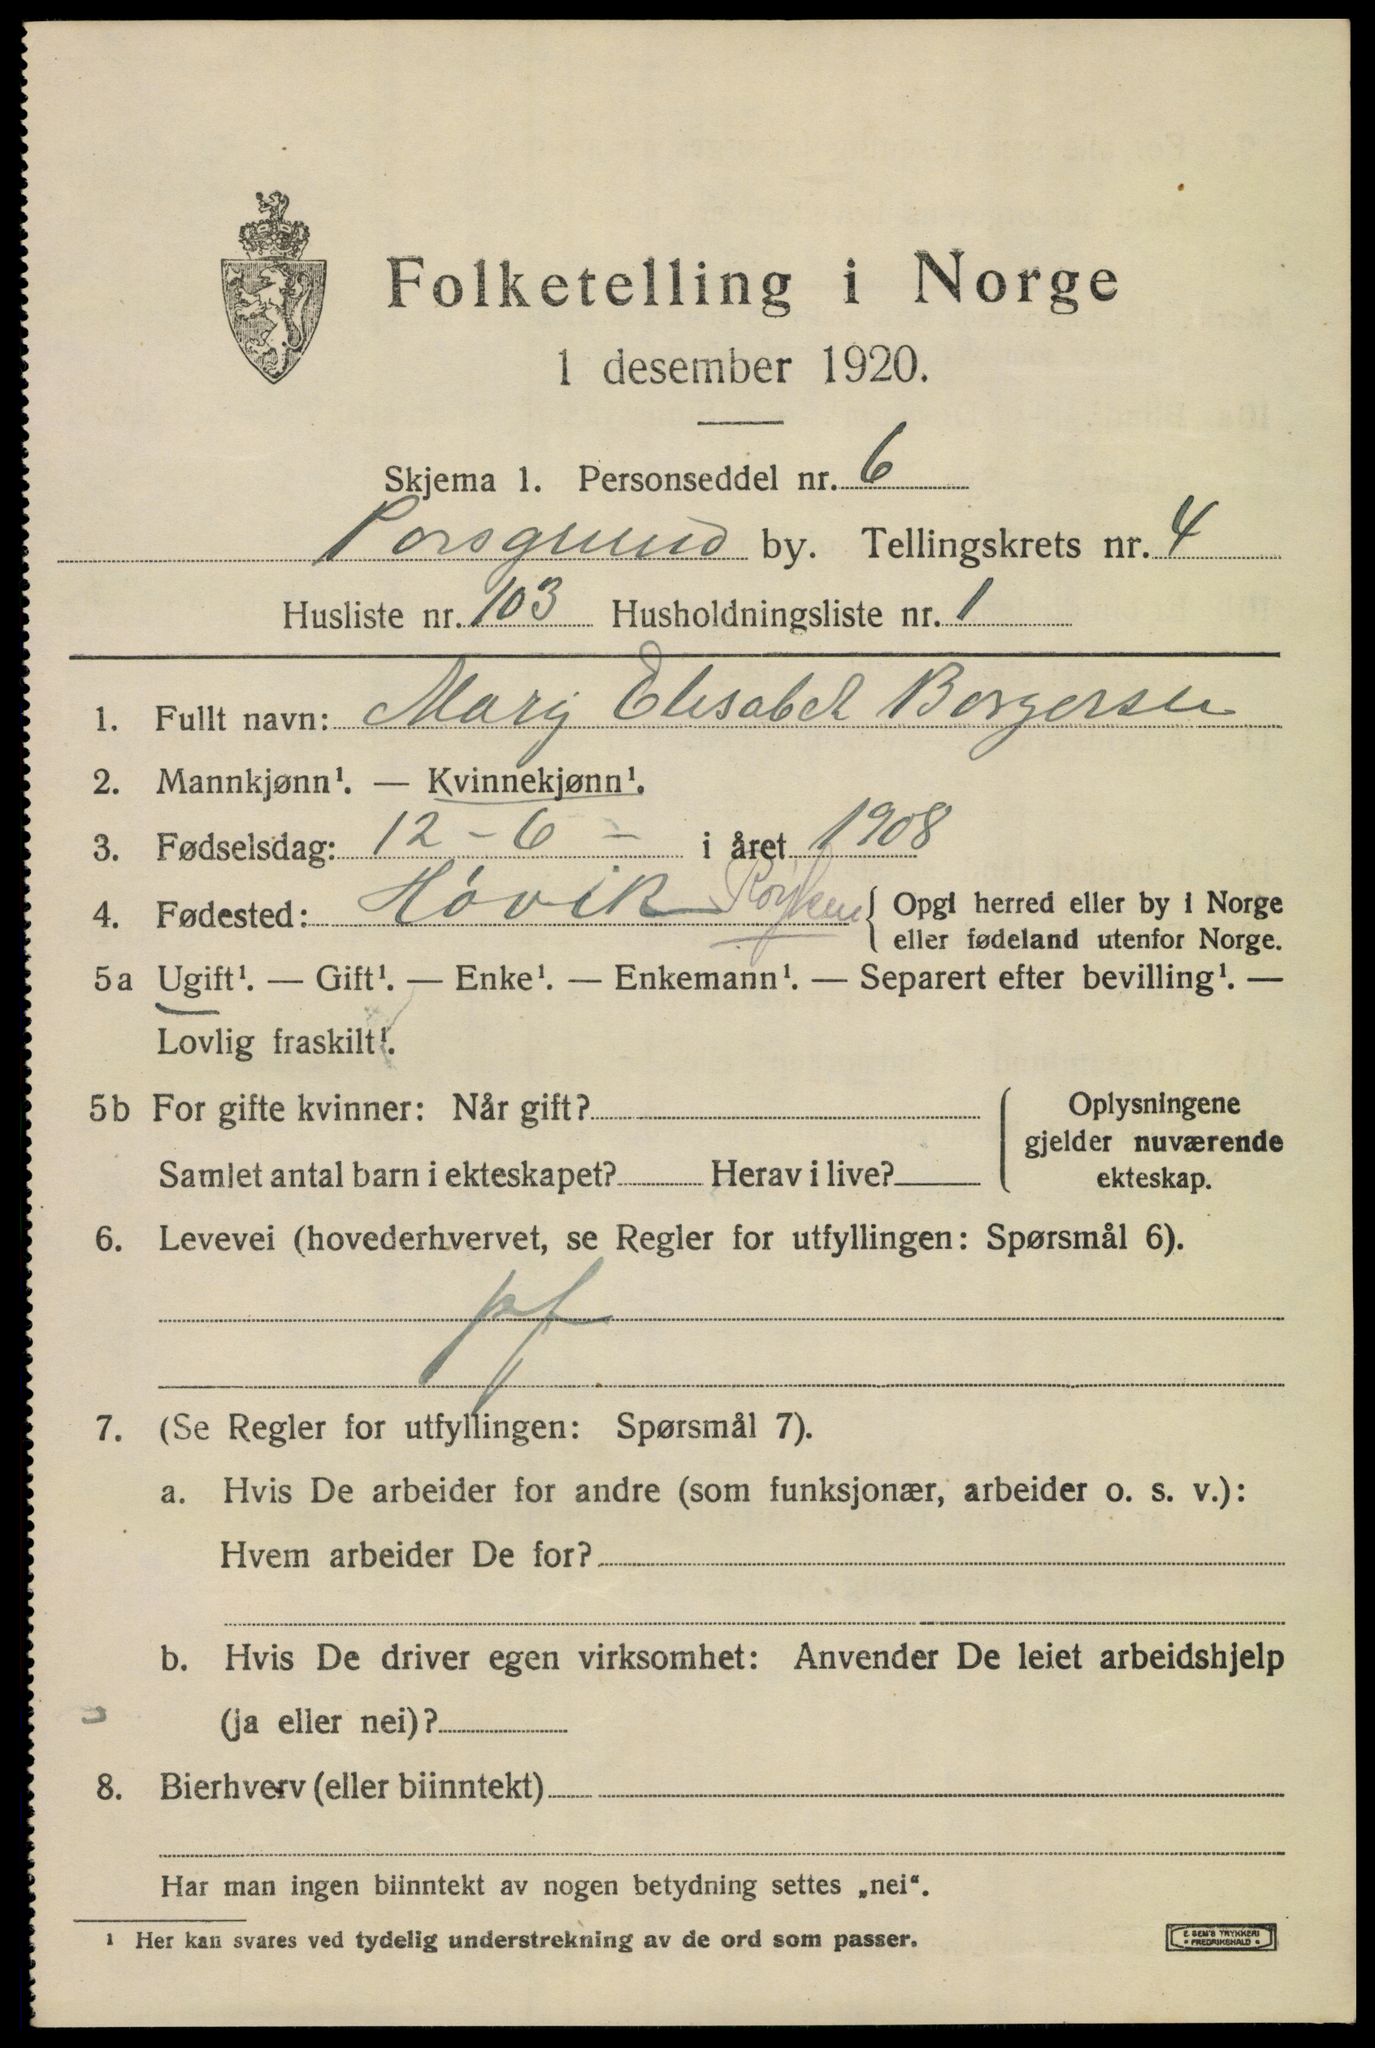 Folketelling i Norge
1 desember 1920.
Skjema 1. Personseddel nr. 6
Porsgrund by. Tellingskrets nr. 4
Husliste nr. 103 Husholdningsliste nr. 1
1. Fullt navn: Mary Elisabet Borgersen
2. Mannkjønn¹. — Kvinnekjønn¹.
3. Fødselsdag: 12 - 6 - i året 1908
4. Fødested: Høvik Røyken { Opgi herred eller by i Norge
eller fødeland utenfor Norge.
5a Ugift¹. — Gift¹. — Enke¹. — Enkemann¹. — Separert efter bevilling¹. —
Lovlig fraskilt¹.
5b For gifte kvinner: Når gift?
Samlet antal barn i ekteskapet? Herav i live?
Oplysningene
gjelder nuværende
ekteskap.
6. Levevei (hovederhvervet, se Regler for utfyllingen: Spørsmål 6).
pf
7. (Se Regler for utfyllingen: Spørsmål 7).
a. Hvis De arbeider for andre (som funksjonær, arbeider o. s. v.):
Hvem arbeider De for?
b. Hvis De driver egen virksomhet: Anvender De leiet arbeidshjelp
(ja eller nei)?
8. Bierhverv (eller biinntekt)
Har man ingen biinntekt av nogen betydning settes „nei“.
¹ Her kan svares ved tydelig understrekning av de ord som passer.
E. SEM'S TRYKKERI
• FREDRIKSHALD •